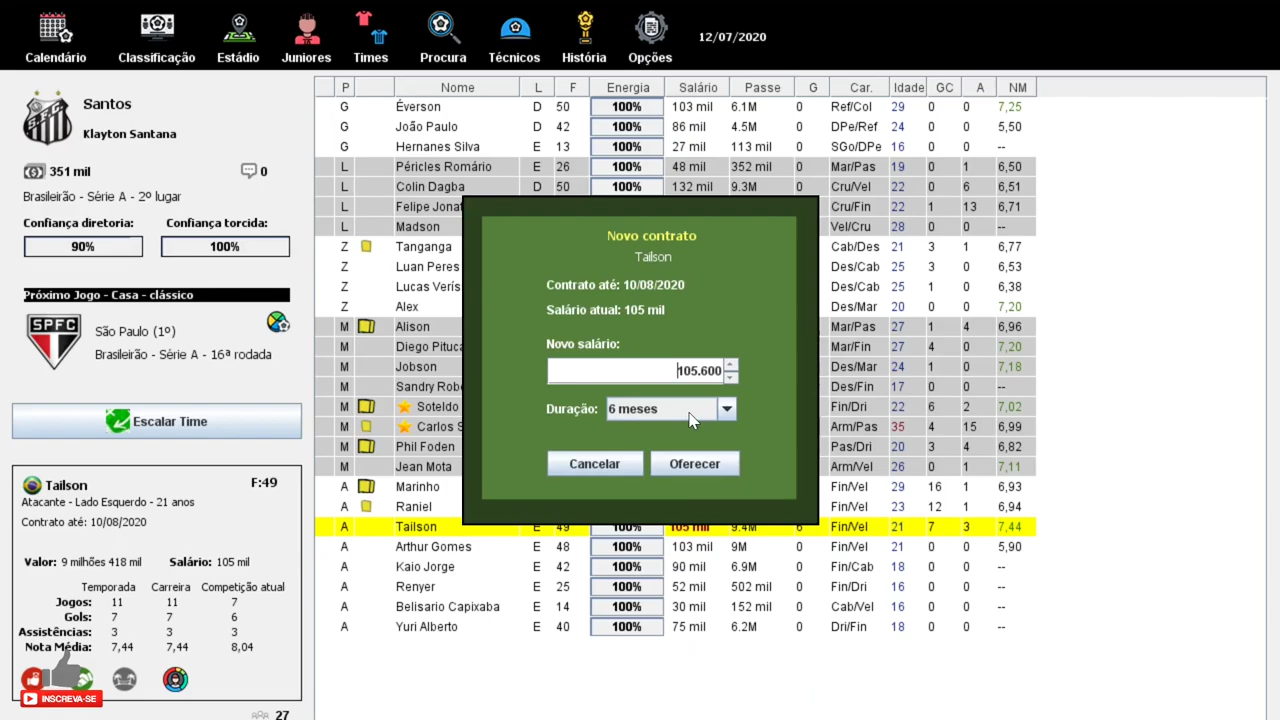 Calendário Classificação Estádio Juniores Times Procura Técnicos História Opções 12/07/2020
Santos
Klayton Santana
351 mil 0
Brasileirão - Série A - 2º lugar
Confiança diretoria: Confiança torcida:
90% 100%
Próximo Jogo - Casa - clássico
SPFC
São Paulo (1º)
Brasileirão - Série A - 16ª rodada
Escalar Time
Tailson F:49
Atacante - Lado Esquerdo - 21 anos
Contrato até: 10/08/2020
Valor: 9 milhões 418 mil Salário: 105 mil
Temporada Carreira Competição atual
Jogos: 11 11 7
Gols: 7 7 6
Assistências: 3 3 3
Nota Média: 7,44 7,44 8,04
INSCREVA-SE
27
P Nome L F Energia Salário Passe G Car. Idade GC A NM
G Éverson D 50 100% 103 mil 6.1M 0 Ref/Col 29 0 0 7,25
G João Paulo D 42 100% 86 mil 4.5M 0 DPe/Ref 24 0 0 5,50
G Hernanes Silva E 13 100% 27 mil 113 mil 0 SGo/DPe 16 0 0 --
L Péricles Romário E 26 100% 48 mil 352 mil 0 Mar/Pas 19 0 1 6,50
L Colin Dagba D 50 100% 132 mil 9.3M 0 Cru/Vel 22 0 6 6,51
L Felipe Jonat Cru/Fin 22 1 13 6,71
L Madson Vel/Cru 28 0 0 --
Z Tanganga Cab/Des 21 3 1 6,77
Z Luan Peres Des/Cab 25 3 0 6,53
Z Lucas Verís Des/Cab 25 1 0 6,38
Z Alex Des/Mar 20 0 0 7,20
M Alison Mar/Pas 27 1 4 6,96
M Diego Pituca Mar/Fin 27 4 0 7,20
M Jobson Des/Mar 24 1 0 7,18
M Sandry Robe Des/Fin 17 0 0 --
M Soteldo Fin/Dri 22 6 2 7,02
M Carlos S Arm/Pas 35 4 15 6,99
M Phil Foden Pas/Dri 20 3 4 6,82
M Jean Mota Arm/Vel 26 0 1 7,11
A Marinho Fin/Vel 29 16 1 6,93
A Raniel Fin/Vel 23 12 1 6,94
A Tailson E 49 100% 105 mil 9.4M 6 Fin/Vel 21 7 3 7,44
A Arthur Gomes E 48 100% 103 mil 9M 0 Fin/Vel 21 0 0 5,90
A Kaio Jorge E 42 100% 90 mil 6.9M 0 Fin/Cab 18 0 0 --
A Renyer E 25 100% 52 mil 502 mil 0 Fin/Dri 16 0 0 --
A Belisario Capixaba E 14 100% 30 mil 152 mil 0 Cab/Vel 16 0 0 --
A Yuri Alberto E 40 100% 75 mil 6.2M 0 Dri/Fin 18 0 0 --
Novo contrato
Tailson
Contrato até: 10/08/2020
Salário atual: 105 mil
Novo salário:
105.600
Duração: 6 meses
Cancelar Oferecer